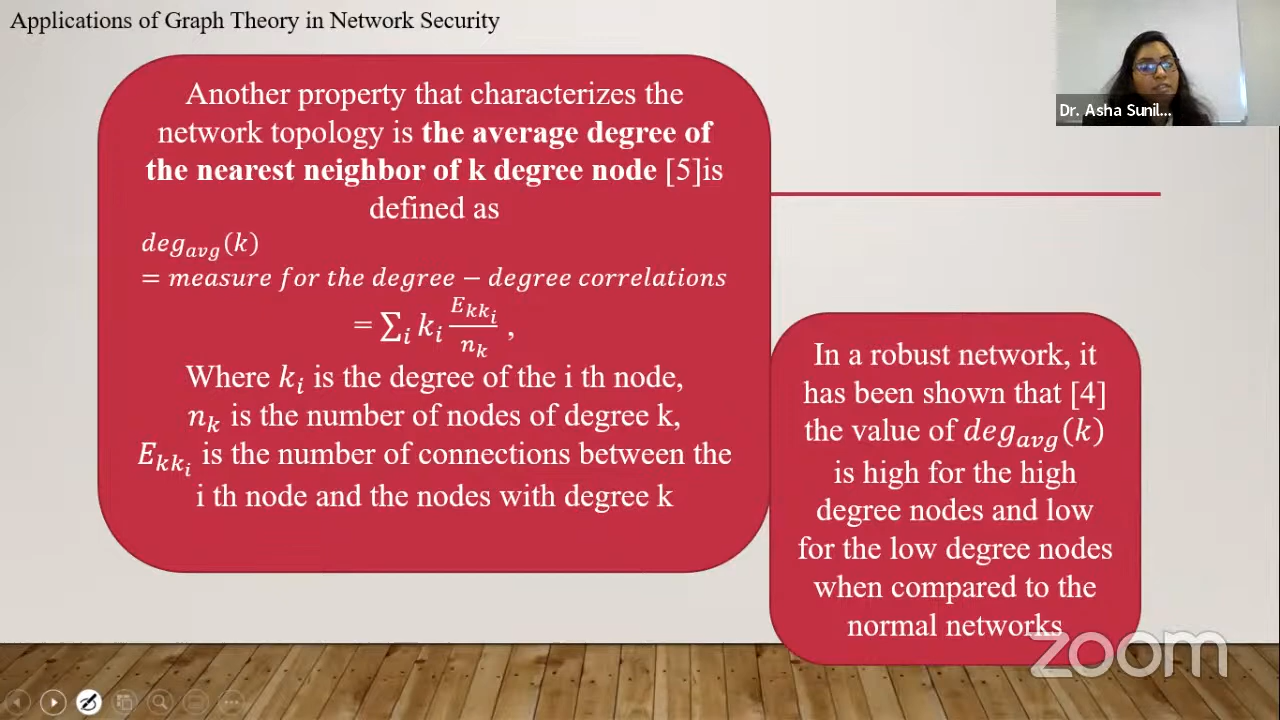 Applications of Graph Theory in Network Security
Another property that characterizes the
network topology is the average degree of
the nearest neighbor of k degree node [5]is
defined as
deg_avg(k)
= measure for the degree − degree correlations
= ∑_i k_i E_kk_i / n_k ,
Where k_i is the degree of the i th node,
n_k is the number of nodes of degree k,
E_kk_i is the number of connections between the
i th node and the nodes with degree k
In a robust network, it
has been shown that [4]
the value of deg_avg(k)
is high for the high
degree nodes and low
for the low degree nodes
when compared to the
normal networks
Dr. Asha Sunil...
zoom